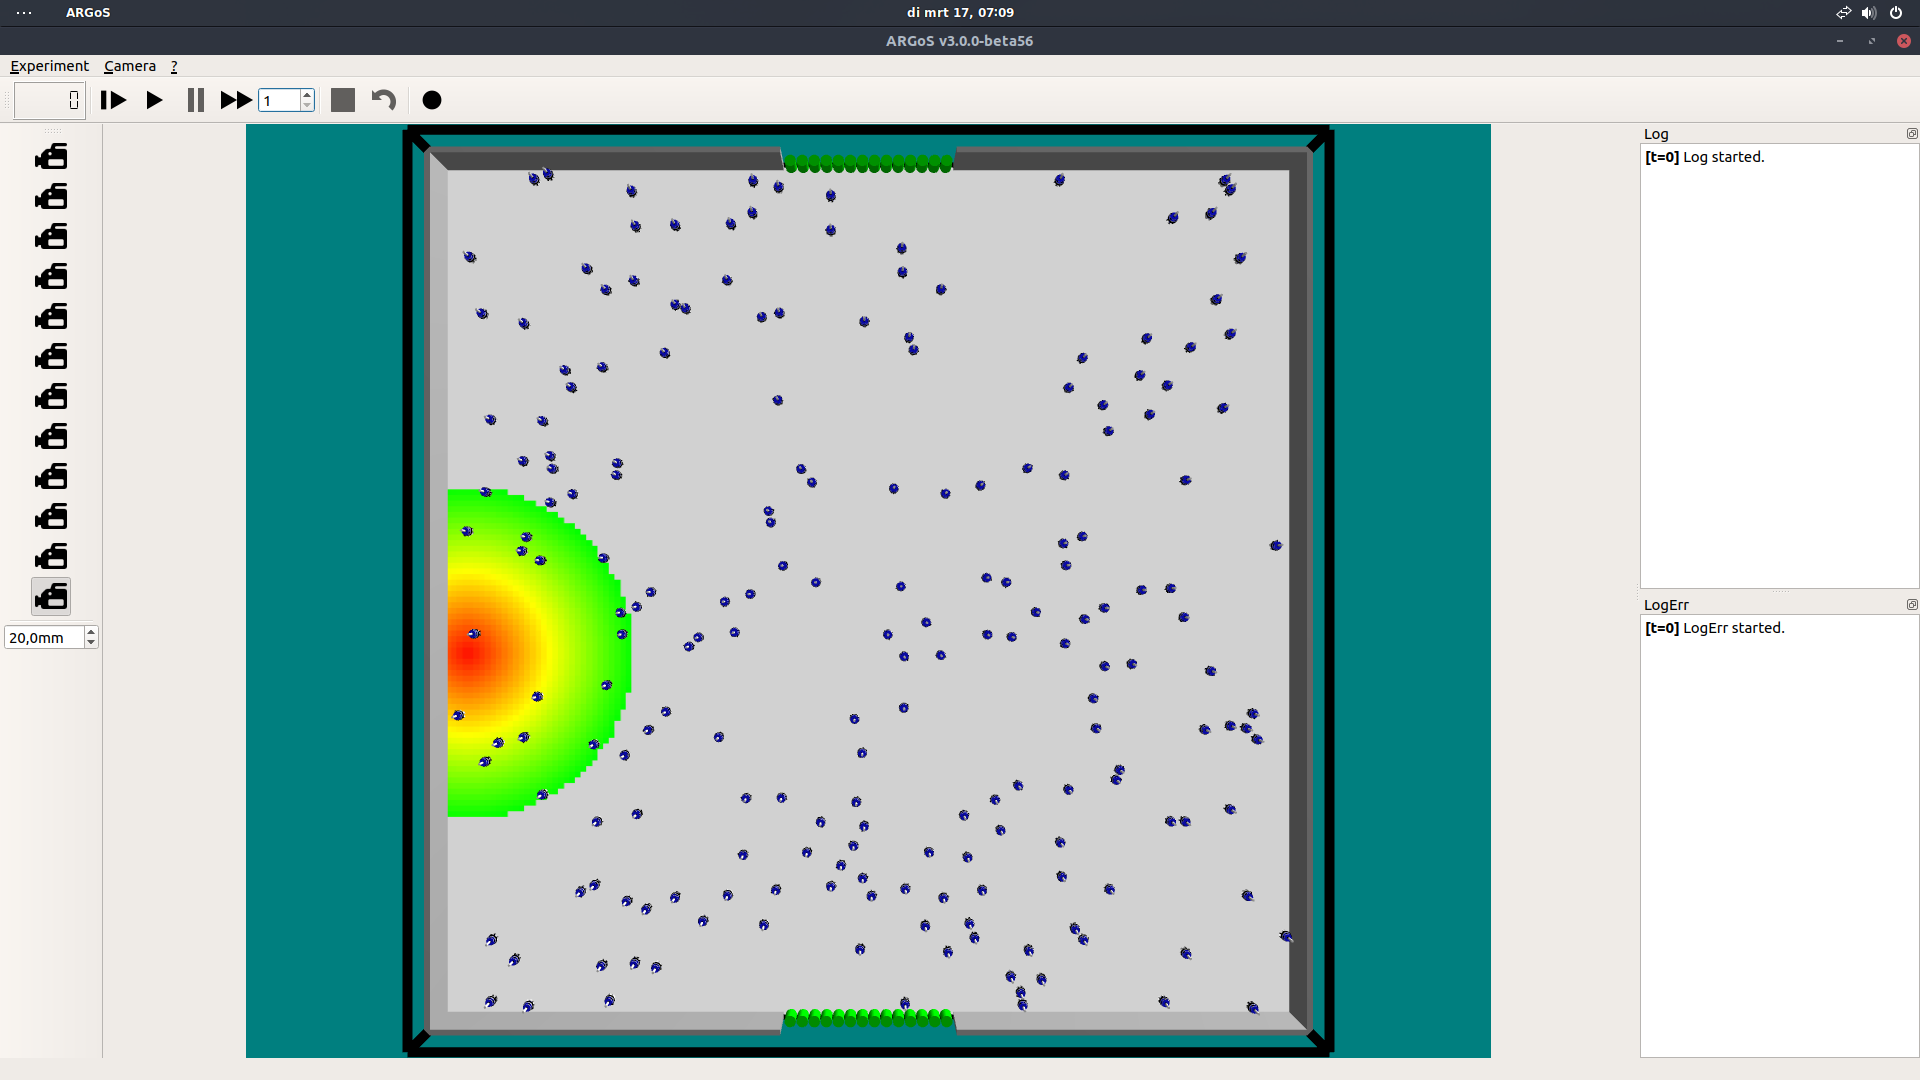 ARGoS
di mrt 17, 07:09
ARGoS v3.0.0-beta56
Experiment Camera ?
0
1
20,0mm
Log
[t=0] Log started.
LogErr
[t=0] LogErr started.